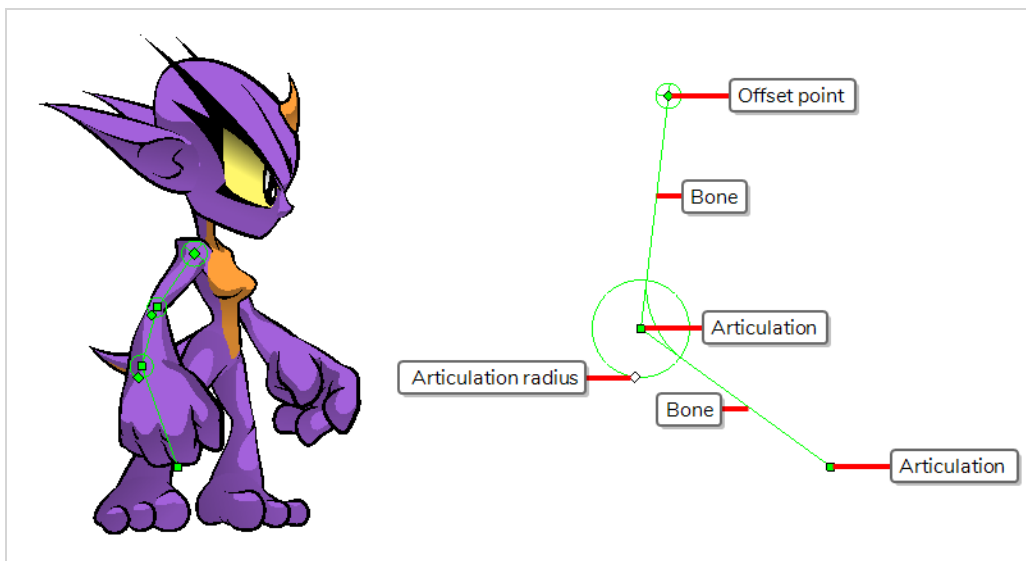 Offset point
Bone
Articulation
Articulation radius
Bone
Articulation